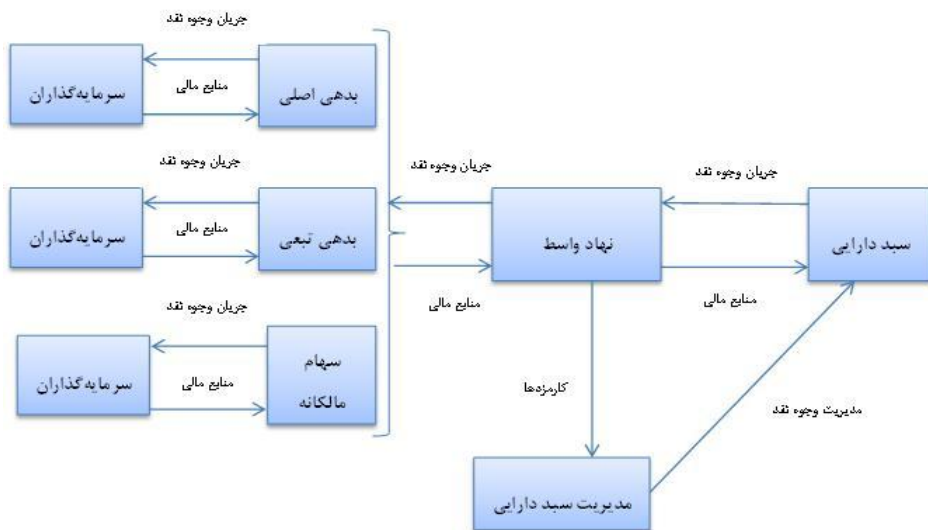 جریان وجوه نقد
سرمایه‌گذاران
منابع مالی
بدهی اصلی
جریان وجوه نقد
سرمایه‌گذاران
منابع مالی
بدهی تبعی
جریان وجوه نقد
سرمایه‌گذاران
منابع مالی
سهام
مالکانه
جریان وجوه نقد
منابع مالی
نهاد واسط
جریان وجوه نقد
منابع مالی
سبد دارایی
کارمزدها
مدیریت وجوه نقد
مدیریت سبد دارایی